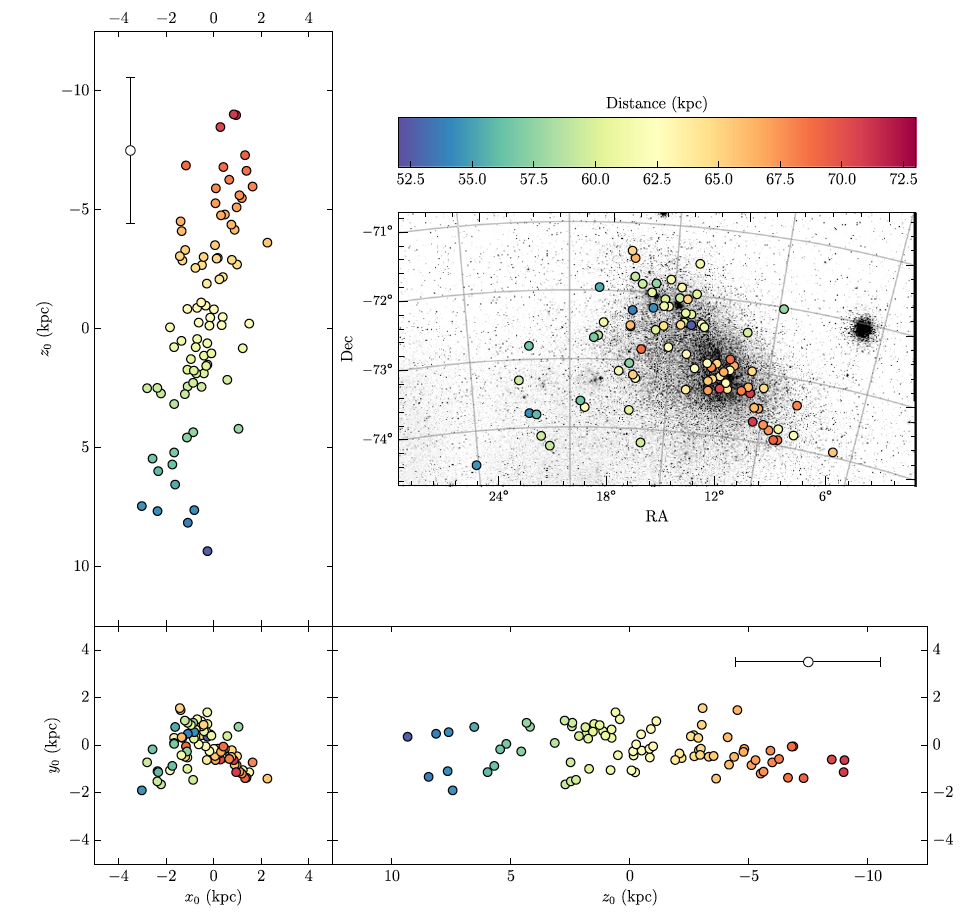 −4 −2 0 2 4
−10
−5
0
5
10
z₀ (kpc)
Distance (kpc)
52.5 55.0 57.5 60.0 62.5 65.0 67.5 70.0 72.5
−71°
−72°
−73°
−74°
Dec
24° 18° 12° 6°
RA
4
2
0
−2
−4
y₀ (kpc)
4
2
0
−2
−4
−4 −2 0 2 4
x₀ (kpc)
10 5 0 −5 −10
z₀ (kpc)